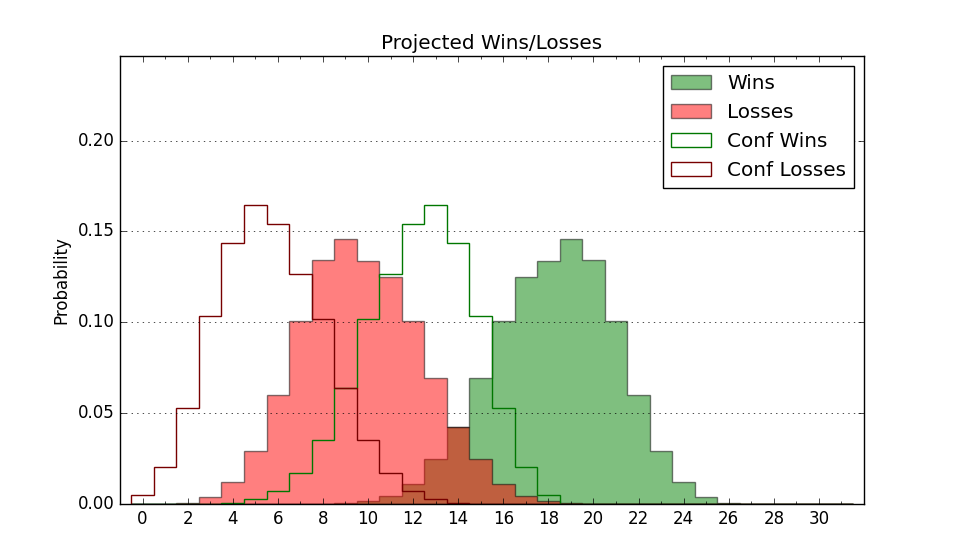 Projected Wins/Losses
Wins
Losses
Conf Wins
Conf Losses
Probability
0.20
0.15
0.10
0.05
0.00
0 2 4 6 8 10 12 14 16 18 20 22 24 26 28 30